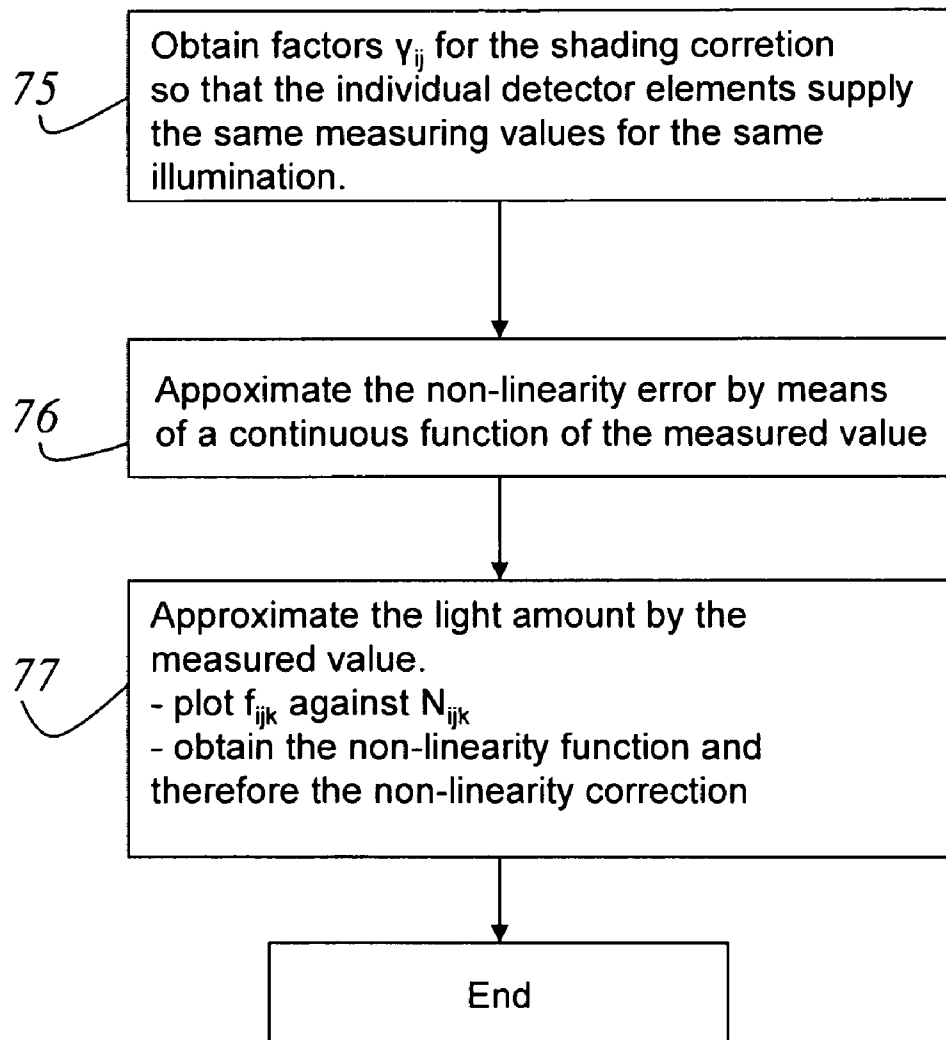 75
Obtain factors γij for the shading corretion
so that the individual detector elements supply
the same measuring values for the same
illumination.
76
Appoximate the non-linearity error by means
of a continuous function of the measured value
77
Approximate the light amount by the
measured value.
- plot fijk against Nijk
- obtain the non-linearity function and
therefore the non-linearity correction
End